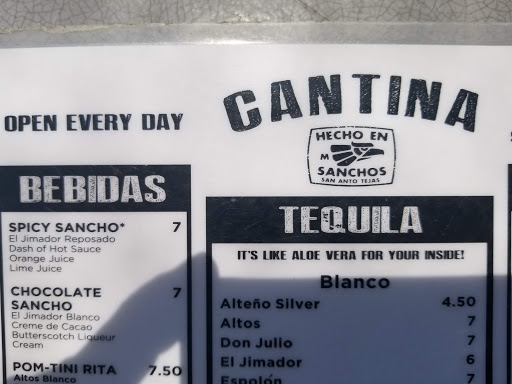 OPEN EVERY DAY
CANTINA
HECHO EN
M
SANCHOS
SAN ANTO TEJAS
BEBIDAS
SPICY SANCHO* 7
El Jimador Reposado
Dash of Hot Sauce
Orange Juice
Lime Juice
CHOCOLATE 7
SANCHO
El Jimador Blanco
Creme de Cacao
Butterscotch Liqueur
Cream
POM-TINI RITA 7.50
Altos Blanco
TEQUILA
IT'S LIKE ALOE VERA FOR YOUR INSIDE!
Blanco
Alteño Silver 4.50
Altos 7
Don Julio 7
El Jimador 6
Espolón 7